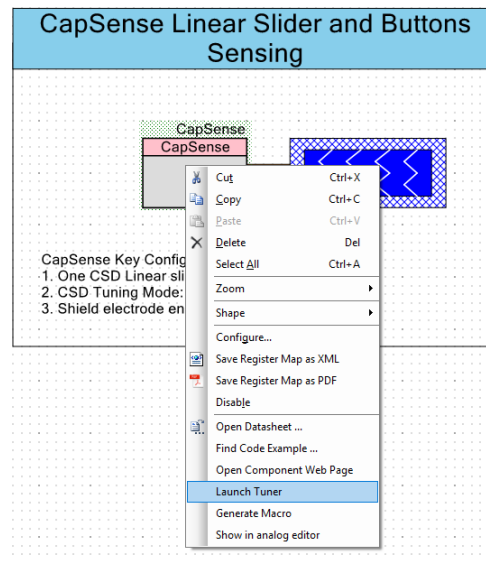 CapSense Linear Slider and Buttons
Sensing
CapSense
CapSense
Cut Ctrl+X
Copy Ctrl+C
Paste Ctrl+V
Delete Del
Select All Ctrl+A
Zoom
Shape
Configure...
Save Register Map as XML
Save Register Map as PDF
Disable
Open Datasheet ...
Find Code Example ...
Open Component Web Page
Launch Tuner
Generate Macro
Show in analog editor
CapSense Key Config
1. One CSD Linear sli
2. CSD Tuning Mode:
3. Shield electrode en